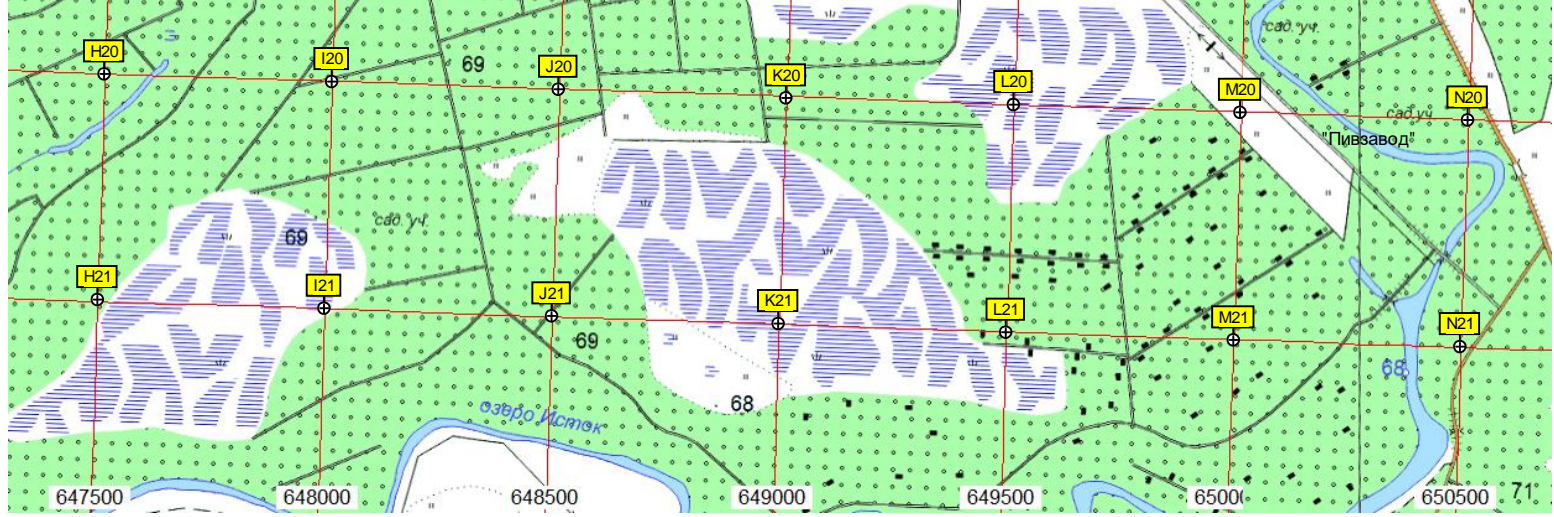 сад. уч.
H20
I20
J20
69
K20
L20
M20
N20
сад. уч.
"Пивзавод"
сад. уч.
69
H21
I21
J21
K21
L21
M21
N21
69
68
68
озеро Исток
647500
648000
648500
649000
649500
65000
650500
71